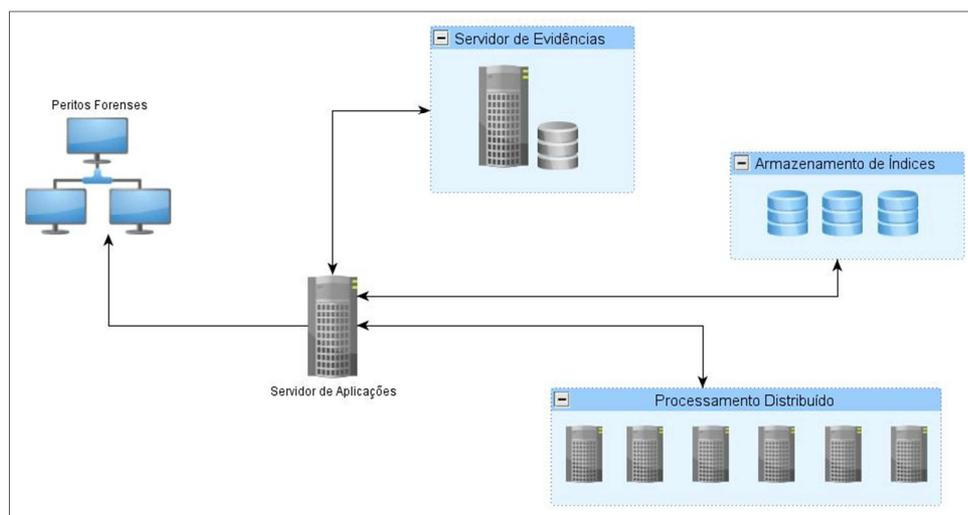 Servidor de Evidências
Peritos Forenses
Armazenamento de Índices
Servidor de Aplicações
Processamento Distribuído